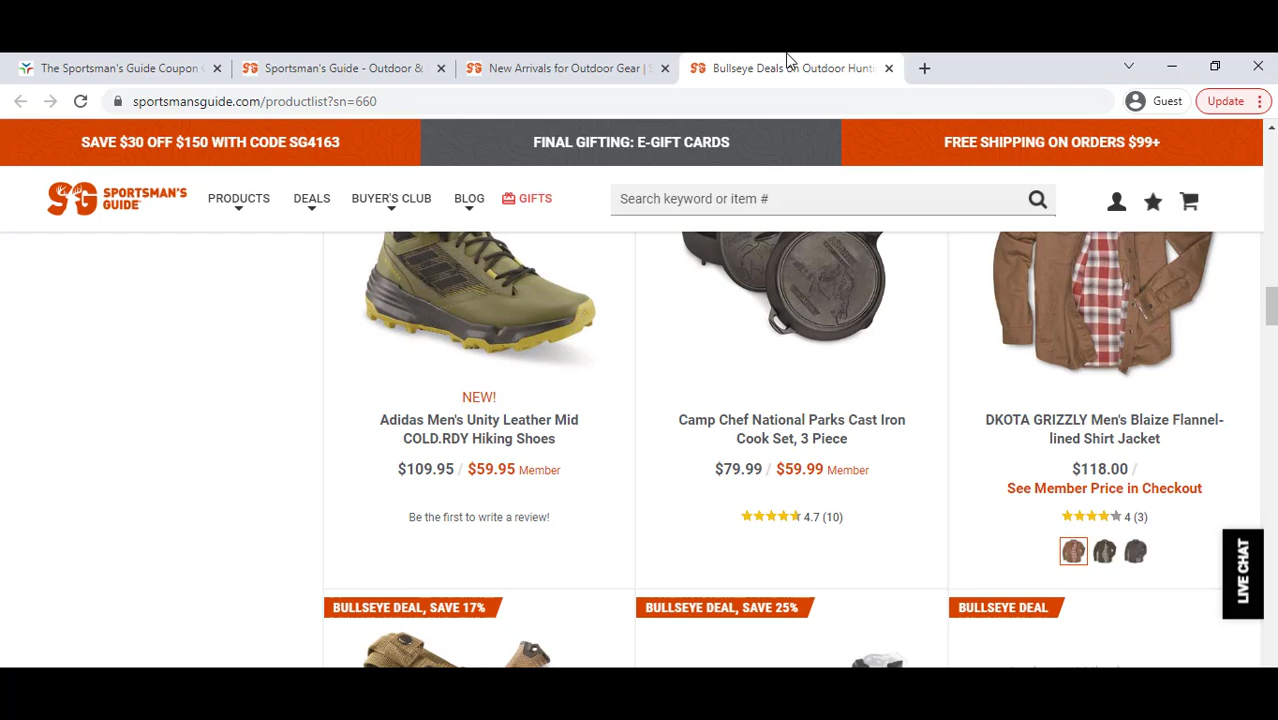 The Sportsman's Guide Coupon
Sportsman's Guide - Outdoor &
New Arrivals for Outdoor Gear |
Bullseye Deals on Outdoor Hunti
sportsmansguide.com/productlist?sn=660
Guest
Update
SAVE $30 OFF $150 WITH CODE SG4163
FINAL GIFTING: E-GIFT CARDS
FREE SHIPPING ON ORDERS $99+
SG SPORTSMAN'S GUIDE
PRODUCTS
DEALS
BUYER'S CLUB
BLOG
GIFTS
Search keyword or item #
NEW!
Adidas Men's Unity Leather Mid
COLD.RDY Hiking Shoes
$109.95 / $59.95 Member
Be the first to write a review!
Camp Chef National Parks Cast Iron
Cook Set, 3 Piece
$79.99 / $59.99 Member
4.7 (10)
DKOTA GRIZZLY Men's Blaize Flannel-
lined Shirt Jacket
$118.00 /
See Member Price in Checkout
4 (3)
LIVE CHAT
BULLSEYE DEAL, SAVE 17%
BULLSEYE DEAL, SAVE 25%
BULLSEYE DEAL